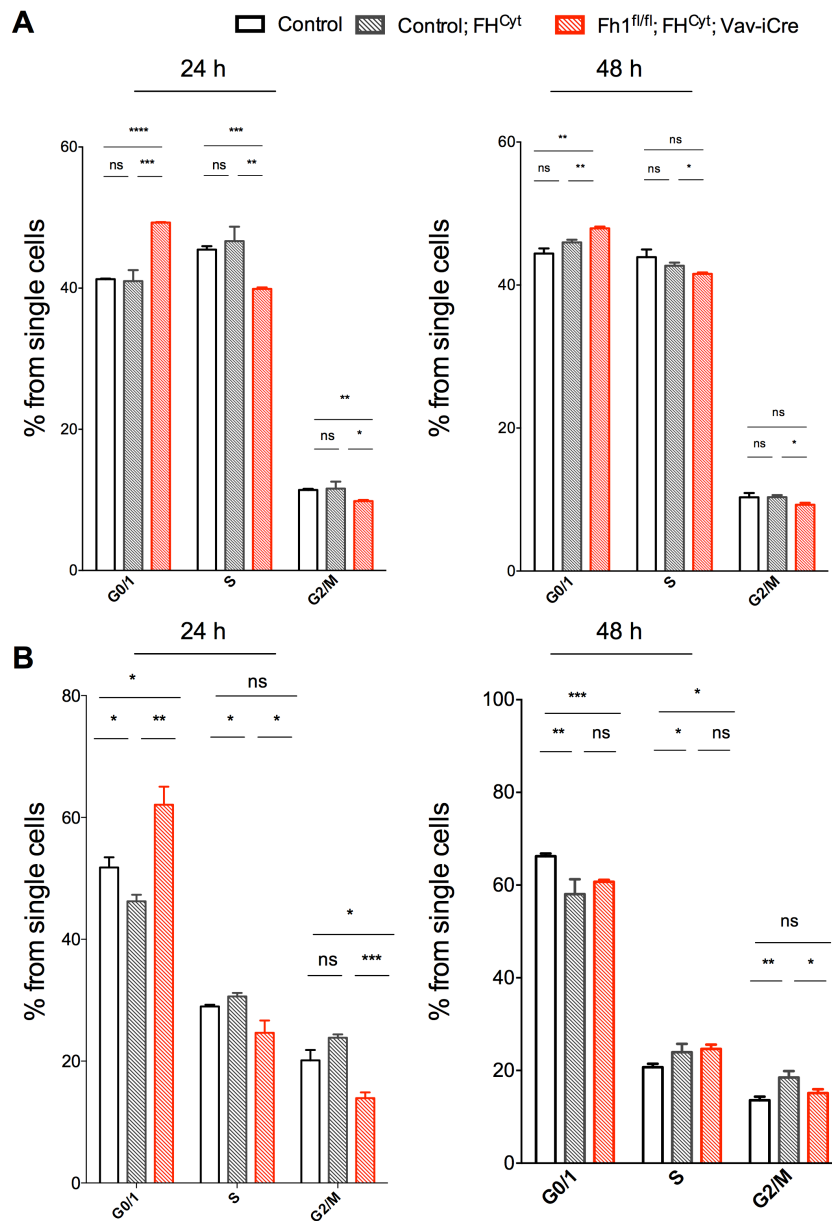 A
Control Control; FH^Cyt Fh1^fl/fl; FH^Cyt; Vav-iCre
24 h 48 h
**** *** ** ns
ns *** ns ** ns ** ns *
**
ns *
ns
ns *
% from single cells
60
40
20
0
G0/1 S G2/M
% from single cells
60
40
20
0
G0/1 S G2/M
B
24 h 48 h
* ns
* ** * *
*
ns ***
% from single cells
80
60
40
20
0
G0/1 S G2/M
*** *
** ns * ns
ns
** *
% from single cells
100
80
60
40
20
0
G0/1 S G2/M